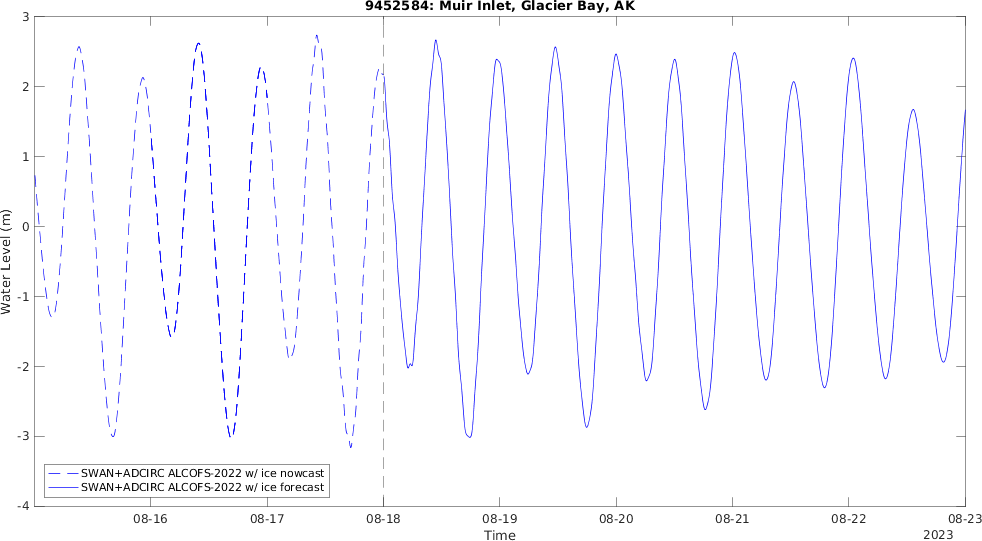 9452584: Muir Inlet, Glacier Bay, AK
3
2
1
0
-1
-2
-3
-4
Water Level (m)
SWAN+ADCIRC ALCOFS-2022 w/ ice nowcast
SWAN+ADCIRC ALCOFS-2022 w/ ice forecast
08-16 08-17 08-18 08-19 08-20 08-21 08-22 08-23
Time
2023